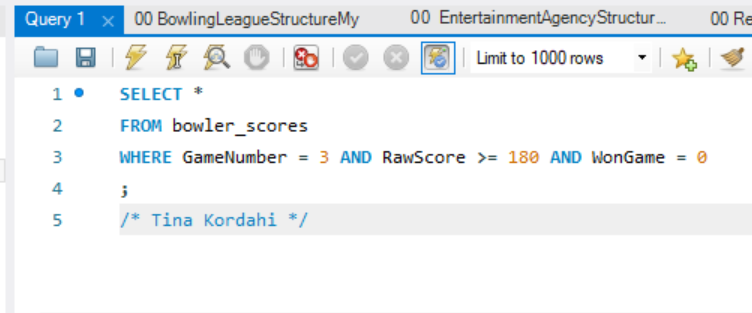 Query 1 × 00 BowlingLeagueStructureMy 00 EntertainmentAgencyStructur... 00 Re
Limit to 1000 rows
1 SELECT *
2 FROM bowler_scores
3 WHERE GameNumber = 3 AND RawScore >= 180 AND WonGame = 0
4 ;
5 /* Tina Kordahi */